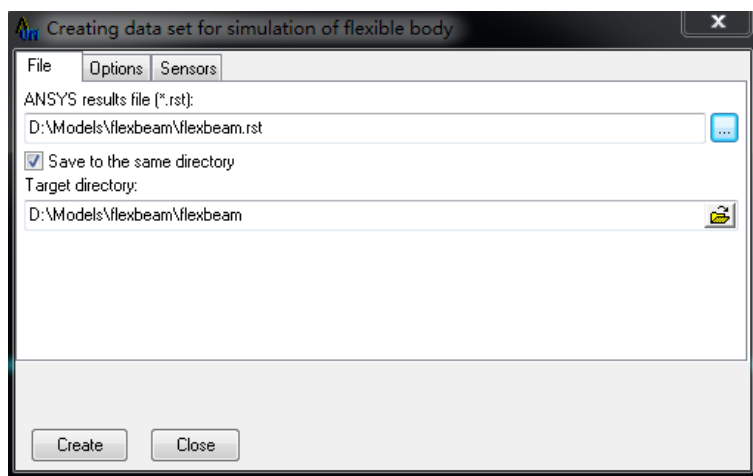 Creating data set for simulation of flexible body
File Options Sensors
ANSYS results file (*.rst):
D:\Models\flexbeam\flexbeam.rst
...
Save to the same directory
Target directory:
D:\Models\flexbeam\flexbeam
Create Close